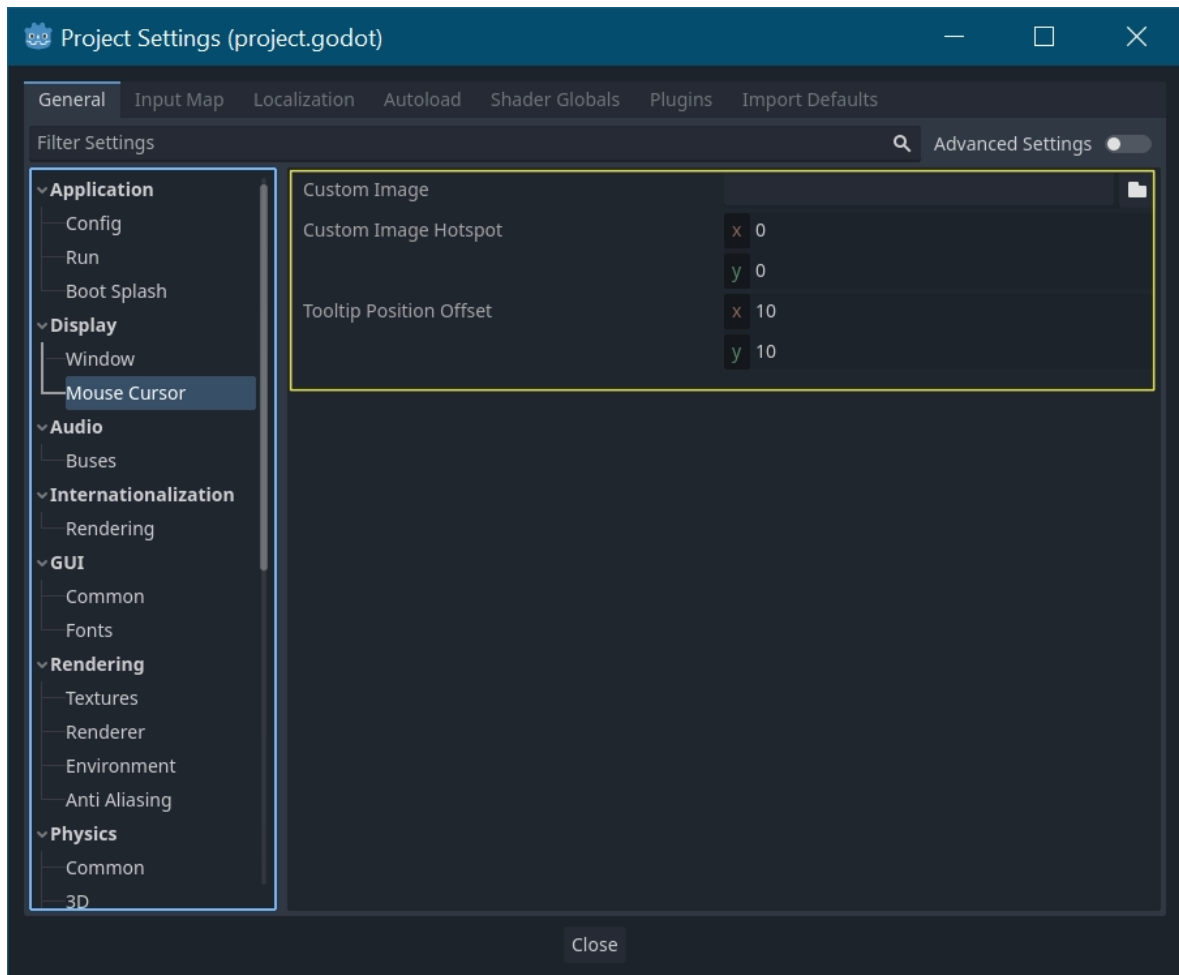 Project Settings (project.godot)
General Input Map Localization Autoload Shader Globals Plugins Import Defaults
Filter Settings Advanced Settings
Application
Config
Run
Boot Splash
Display
Window
Mouse Cursor
Audio
Buses
Internationalization
Rendering
GUI
Common
Fonts
Rendering
Textures
Renderer
Environment
Anti Aliasing
Physics
Common
3D
Custom Image
Custom Image Hotspot x 0
y 0
Tooltip Position Offset x 10
y 10
Close